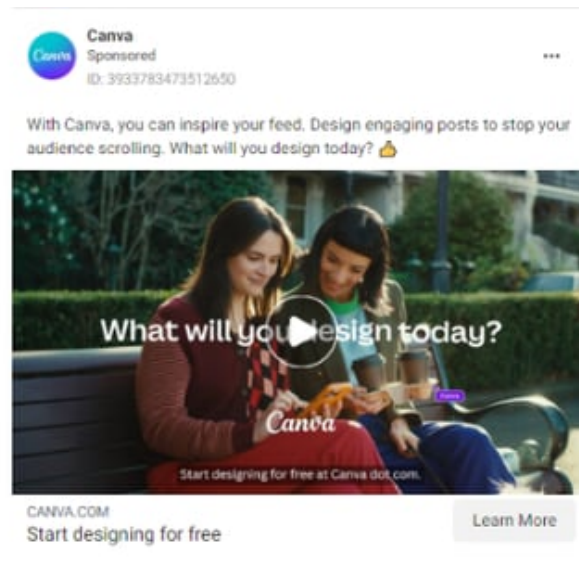 Canva
Canva
Sponsored
ID: 3933783473512650
With Canva, you can inspire your feed. Design engaging posts to stop your
audience scrolling. What will you design today? 👍
What will you design today?
Canva
Canva
Start designing for free at Canva dot com.
CANVA.COM
Start designing for free
Learn More